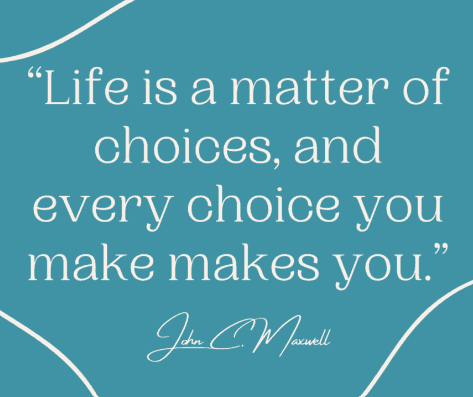 “Life is a matter of
choices, and
every choice you
make makes you.”
John C. Maxwell